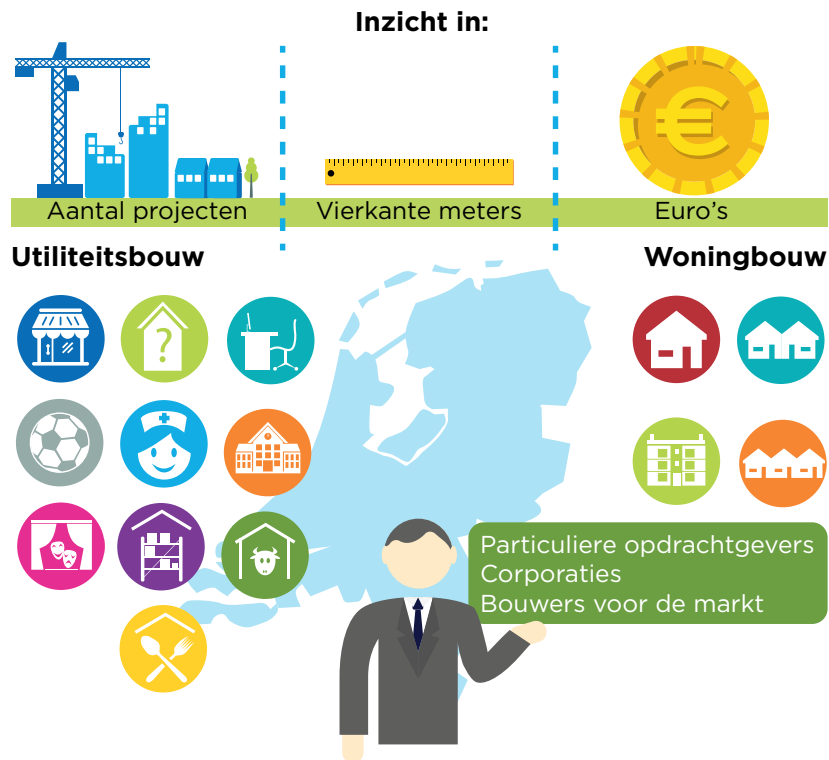 Inzicht in:
Aantal projecten
Vierkante meters
Euro's
Utiliteitsbouw
Woningbouw
?
€
Particuliere opdrachtgevers
Corporaties
Bouwers voor de markt